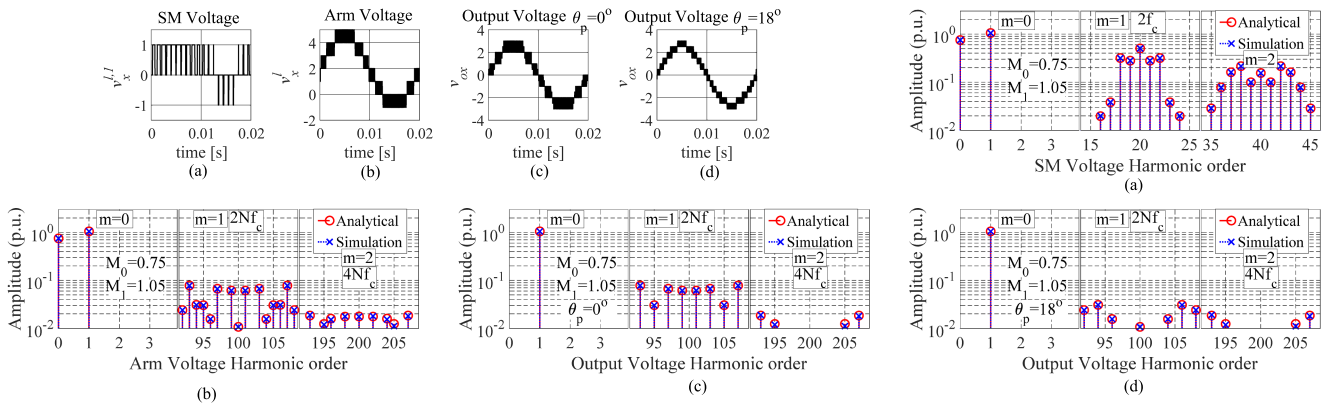 SM Voltage
Arm Voltage
Output Voltage θp=0°
Output Voltage θp=18°
v_x^{l,1}
1
0
-1
0 0.01 0.02
time [s]
(a)
v_x^l
4
2
0
0 0.01 0.02
time [s]
(b)
v_ox
4
2
0
-2
-4
0 0.01 0.02
time [s]
(c)
v_ox
4
2
0
-2
-4
0 0.01 0.02
time [s]
(d)
Amplitude (p.u.)
10^0
10^-1
10^-2
m=0
M_0=0.75
M_1=1.05
m=1 2f_c
Analytical
Simulation
m=2
0 1 2 3 15 20 25 35 40 45
SM Voltage Harmonic order
(a)
Amplitude (p.u.)
10^0
10^-1
10^-2
m=0
M_0=0.75
M_1=1.05
m=1 2Nf_c
Analytical
Simulation
m=2
4Nf_c
0 1 2 3 95 100 105 195 200 205
Arm Voltage Harmonic order
(b)
Amplitude (p.u.)
10^0
10^-1
10^-2
m=0
M_0=0.75
M_1=1.05
θ_p=0°
m=1 2Nf_c
Analytical
Simulation
m=2
4Nf_c
0 1 2 3 95 100 105 195 200 205
Output Voltage Harmonic order
(c)
Amplitude (p.u.)
10^0
10^-1
10^-2
m=0
M_0=0.75
M_1=1.05
θ_p=18°
m=1 2Nf_c
Analytical
Simulation
m=2
4Nf_c
0 1 2 3 95 100 105 195 200 205
Output Voltage Harmonic order
(d)